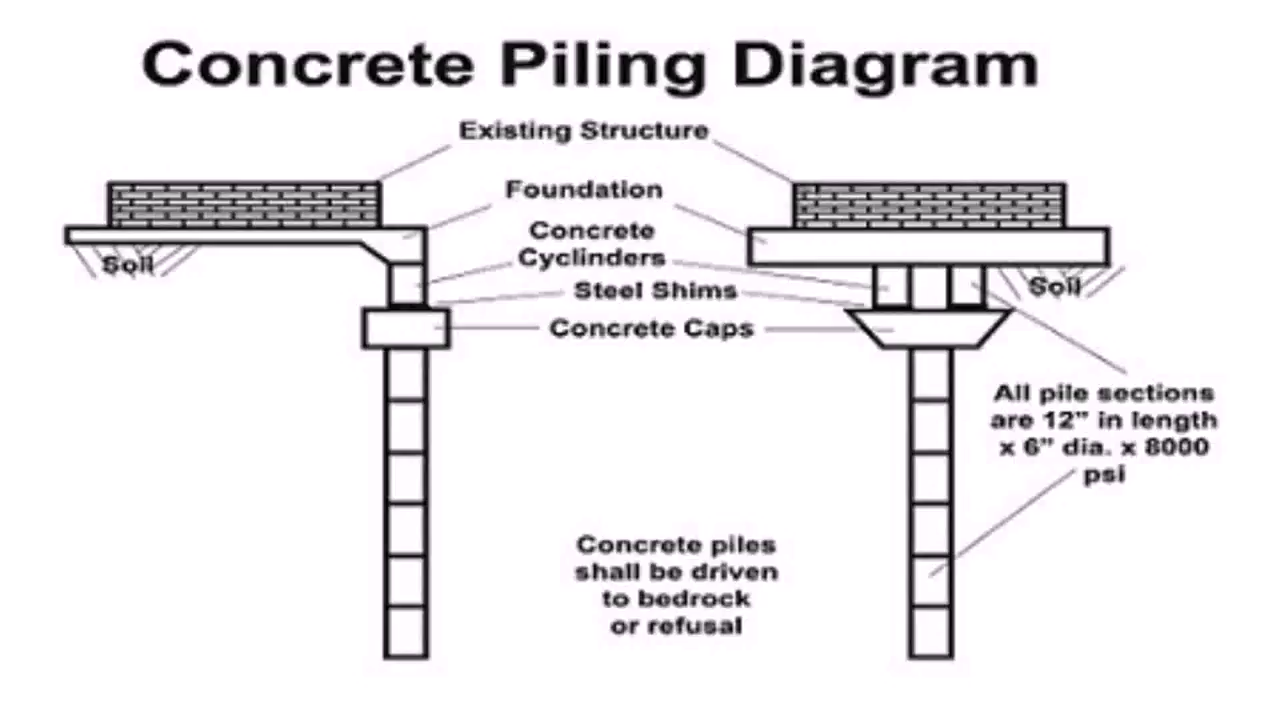 Concrete Piling Diagram
Existing Structure
Foundation
Concrete
Cyclinders
Steel Shims
Concrete Caps
Soil
Soil
All pile sections
are 12” in length
x 6” dia. x 8000
psi
Concrete piles
shall be driven
to bedrock
or refusal